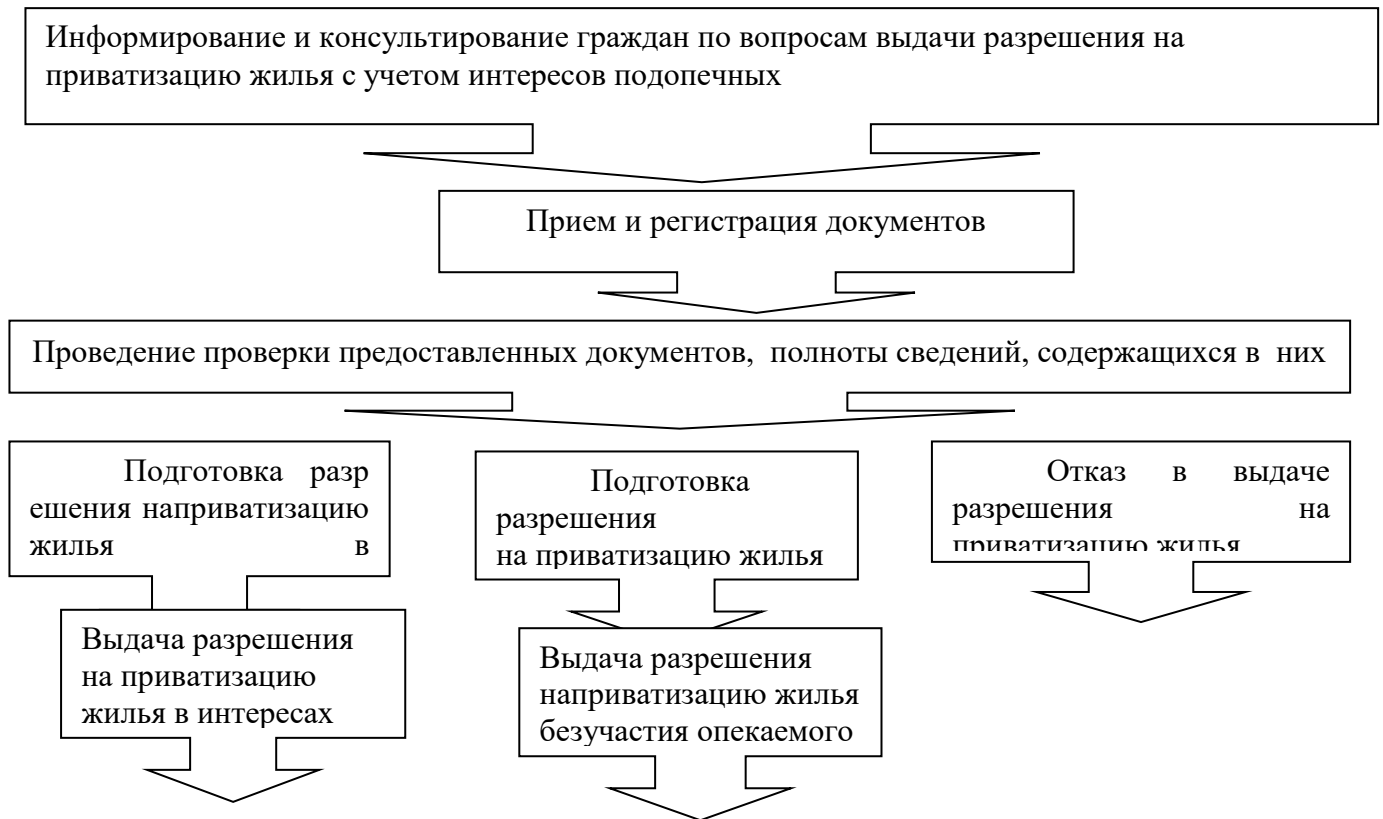 Информирование и консультирование граждан по вопросам выдачи разрешения на
приватизацию жилья с учетом интересов подопечных
Прием и регистрация документов
Проведение проверки предоставленных документов, полноты сведений, содержащихся в них
Подготовка разр
ешения наприватизацию
жилья в
Подготовка
разрешения
на приватизацию жилья
Отказ в выдаче
разрешения на
приватизацию жилья
Выдача разрешения
на приватизацию
жилья в интересах
Выдача разрешения
наприватизацию жилья
безучастия опекаемого